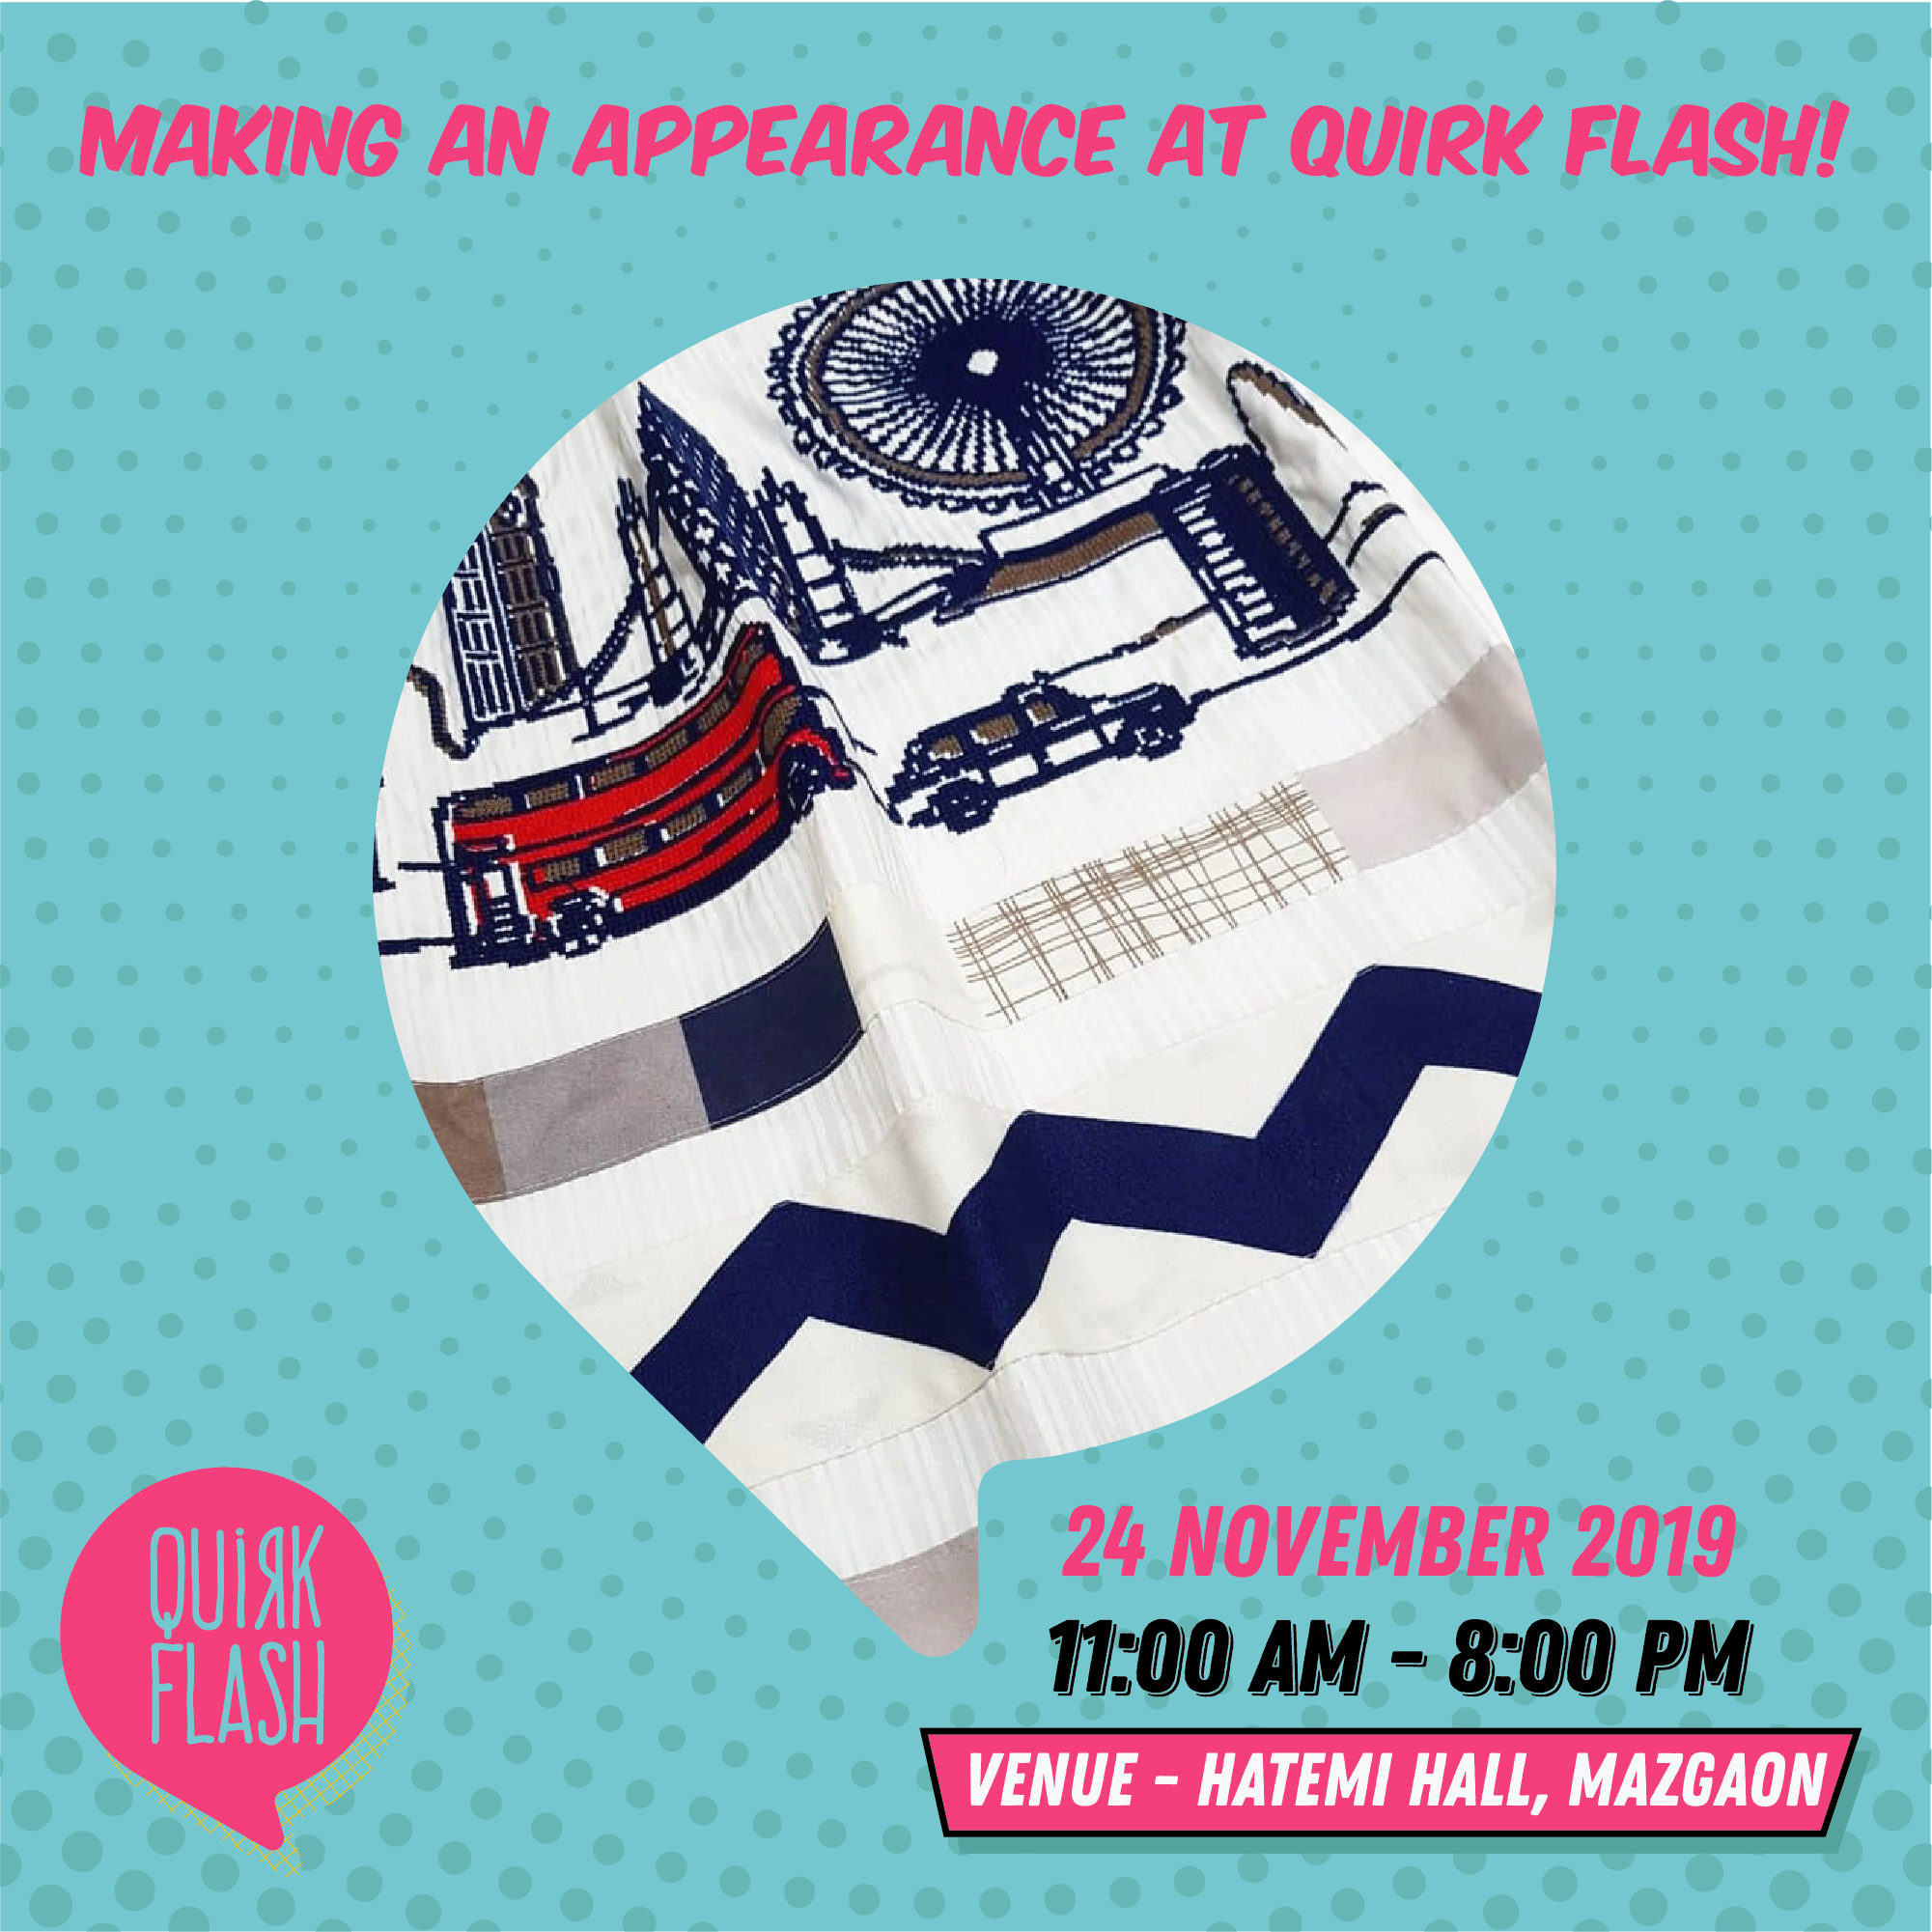 MAKING AN APPEARANCE AT QUIRK FLASH!
24 NOVEMBER 2019
11:00 AM - 8:00 PM
VENUE - HATEMI HALL, MAZGAON
QUiRK
FLASH